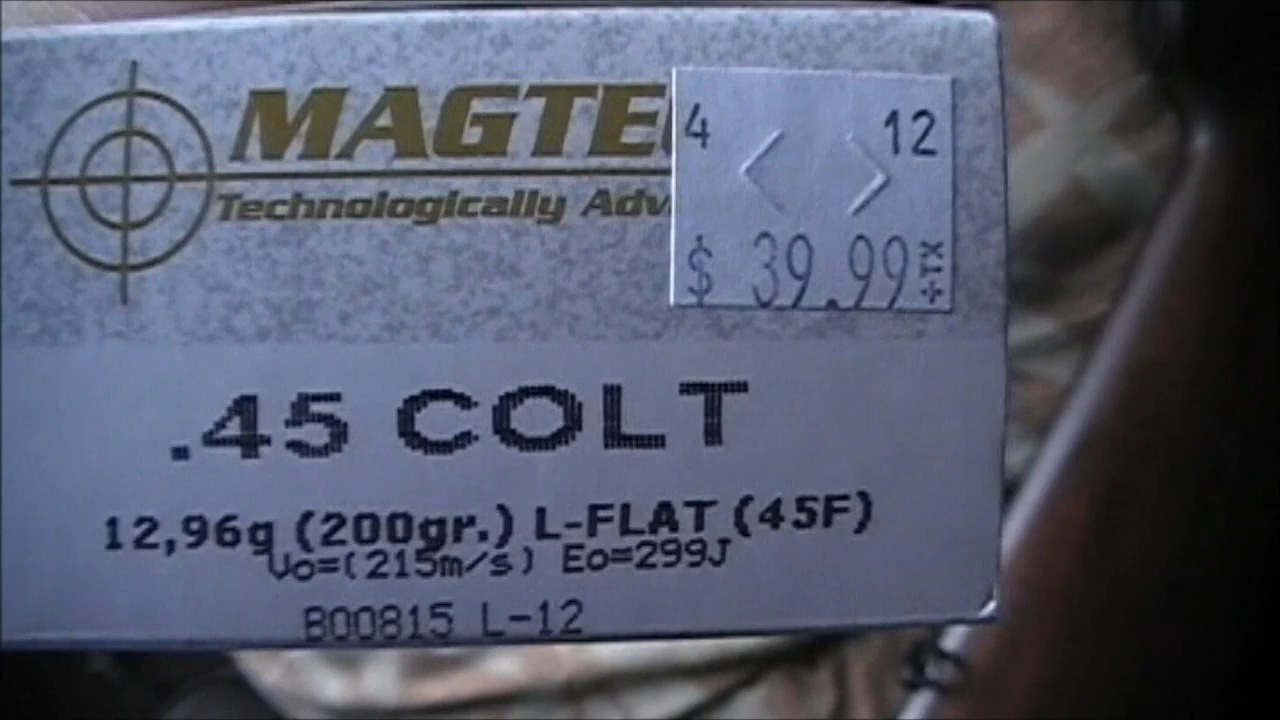 MAGTE
Technologically Adv
4 < > 12
$ 39.99 +TX
.45 COLT
12,96g (200gr.) L-FLAT (45F)
Vo=(215m/s) Eo=299J
B00815 L-12